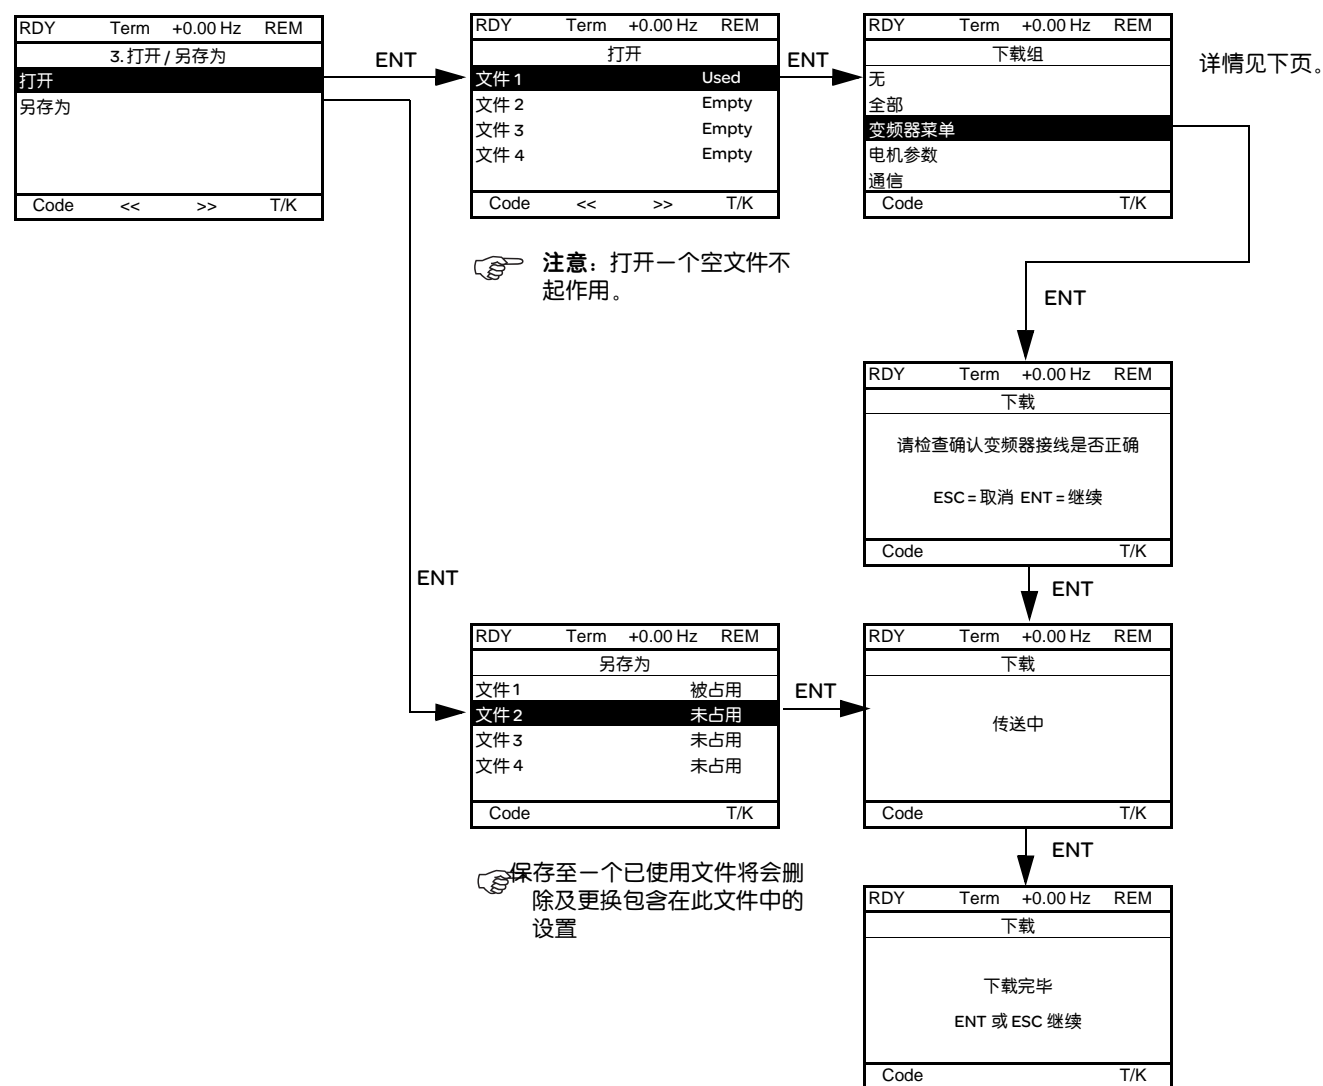 RDY Term +0.00 Hz REM
3.打开 / 另存为
打开
另存为
Code << >> T/K
ENT
RDY Term +0.00 Hz REM
打开
文件 1 Used
文件 2 Empty
文件 3 Empty
文件 4 Empty
Code << >> T/K
ENT
RDY Term +0.00 Hz REM
下载组
无
全部
变频器菜单
电机参数
通信
Code T/K
详情见下页。
注意：打开一个空文件不
起作用。
ENT
RDY Term +0.00 Hz REM
下载
请检查确认变频器接线是否正确
ESC = 取消 ENT = 继续
Code T/K
ENT
ENT
RDY Term +0.00 Hz REM
另存为
文件 1 被占用
文件 2 未占用
文件 3 未占用
文件 4 未占用
Code T/K
ENT
RDY Term +0.00 Hz REM
下载
传送中
Code T/K
ENT
保存至一个已使用文件将会删
除及更换包含在此文件中的
设置
RDY Term +0.00 Hz REM
下载
下载完毕
ENT 或 ESC 继续
Code T/K